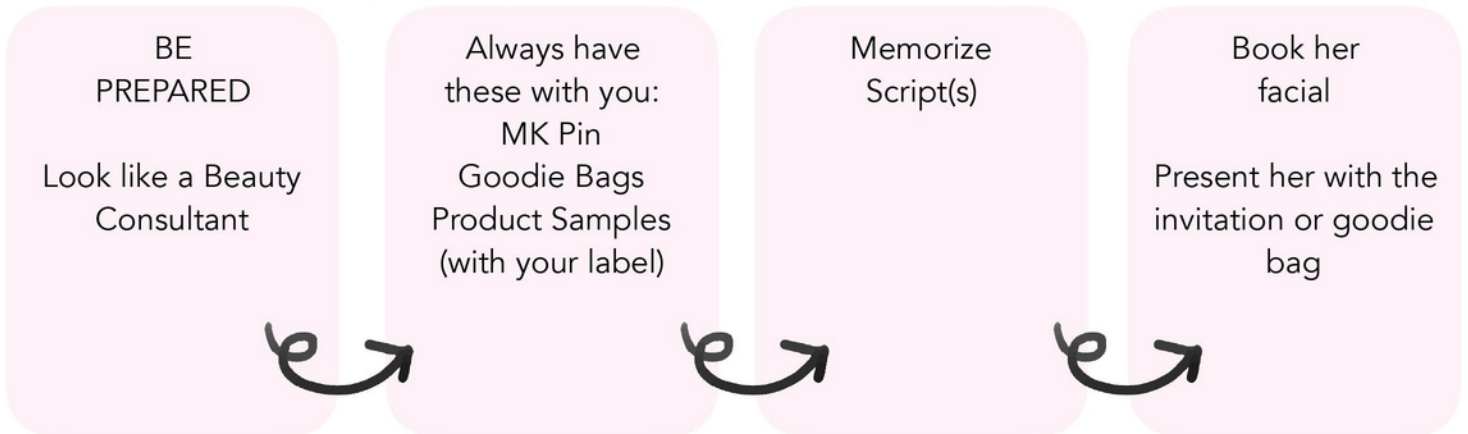 BE
PREPARED
Look like a Beauty
Consultant
Always have
these with you:
MK Pin
Goodie Bags
Product Samples
(with your label)
Memorize
Script(s)
Book her
facial
Present her with the
invitation or goodie
bag